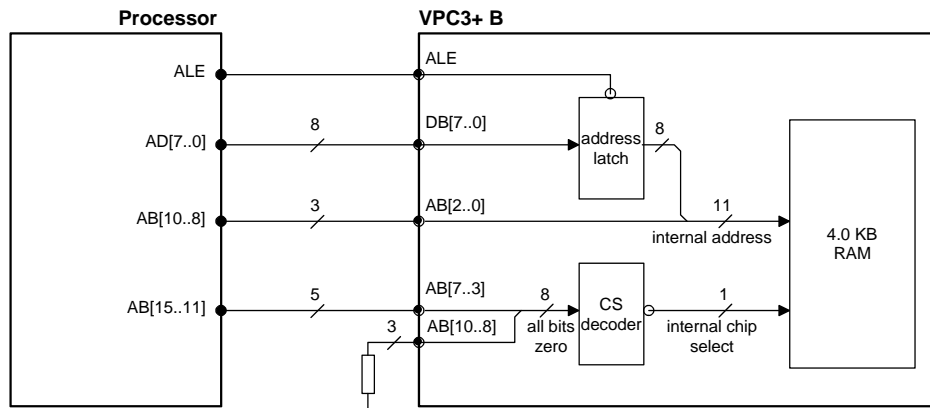 Processor
VPC3+ B
ALE
ALE
AD[7..0]
8
DB[7..0]
address
latch
8
AB[10..8]
3
AB[2..0]
11
internal address
4.0 KB
RAM
AB[15..11]
5
AB[7..3]
8
CS
decoder
1
3
AB[10..8]
all bits
zero
internal chip
select